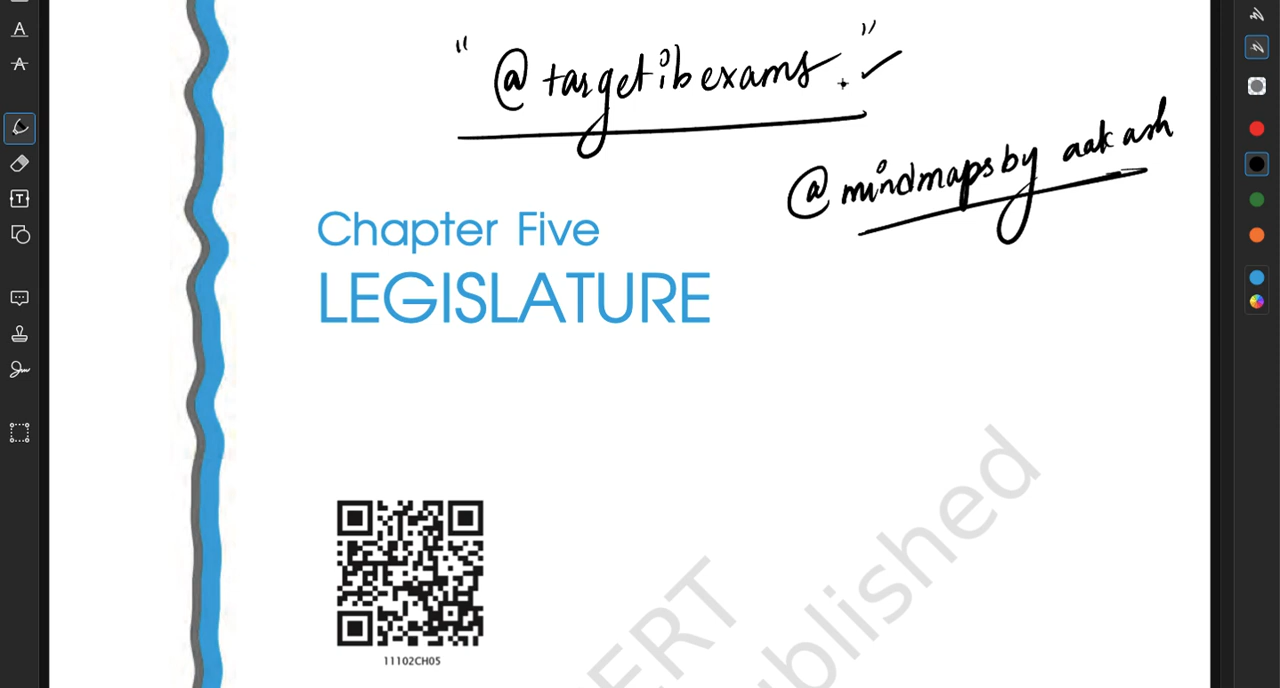 " @targetibexams . "
@mindmapsby aakash
Chapter Five
LEGISLATURE
11102CH05
ERT
blished